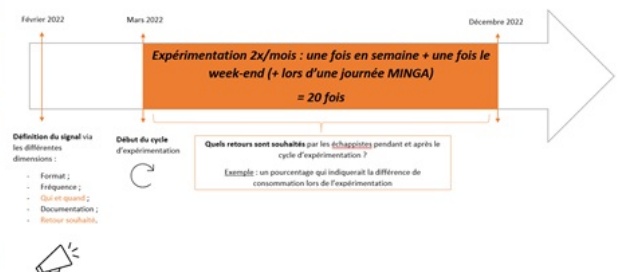 Février 2022
Mars 2022
Décembre 2022
Expérimentation 2x/mois : une fois en semaine + une fois le
week-end (+ lors d'une journée MINGA)
= 20 fois
Définition du signal via
les différentes
dimensions :
- Format ;
- Fréquence ;
- Qui et quand ;
- Documentation ;
- Retour souhaité.
Début du cycle
d'expérimentation
Quels retours sont souhaités par les échappistes pendant et après le
cycle d'expérimentation ?
Exemple : un pourcentage qui indiquerait la différence de
consommation lors de l'expérimentation